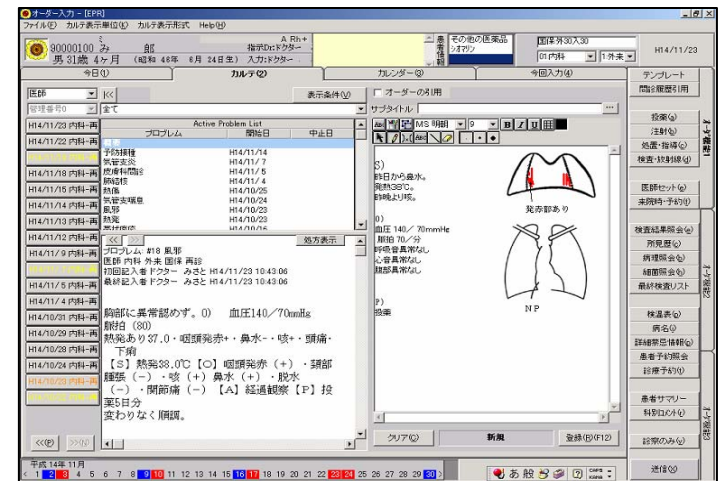 オーダー入力 - [EPR]
ファイル(F) カルテ表示単位(K) カルテ表示形式 Help(H)
90000100 み
郎
男 31歳 4ヶ月 (昭和 46年 6月 24日生)
A Rh+
指示Dr:ドクター
入力:ドクター
患者情報
その他の医薬品
シオマリン
国保外30入30
01内科
1外来
H14/11/23
今日(1)
カルテ(2)
カレンダー(3)
今回入力(4)
医師
K<
表示条件(V)
管理番号0
全て
H14/11/23 内科-再
H14/11/22 内科-再
H14/11/18 内科-再
H14/11/15 内科-再
H14/11/14 内科-再
H14/11/13 内科-再
H14/11/12 内科-再
H14/11/ 9 内科-再
H14/11/ 5 内科-再
H14/11/ 4 内科-再
H14/10/31 内科-再
H14/10/29 内科-再
H14/10/28 内科-再
H14/10/24 内科-再
<<(P)
>>(N)
Active Problem List
プロブレム 開始日 中止日
予防接種 H14/11/14
気管支炎 H14/11/ 7
皮膚科問診 H14/11/ 5
肺結核 H14/11/ 4
熱傷 H14/10/25
気管支喘息 H14/10/24
風邪 H14/10/23
熱発 H14/10/23
<<
>>
処方表示
プロブレム #18 風邪
医師 内科 外来 国保 再診
初回記入者 ドクター みさと H14/11/23 10:43:06
最終記入者 ドクター みさと H14/11/23 10:43:06
胸部に異常認めず。O) 血圧140/70mmHg
脈拍 (80)
熱発あり37.0・咽頭発赤+・鼻水-・咳+・頭痛・
下痢
【S】熱発38.0℃【O】咽頭発赤 (+) ・頚部
腫脹 (-) ・咳 (+) 鼻水 (+) ・脱水
(-) ・関節痛 (-) 【A】経過観察【P】投
薬5日分
変わりなく順調。
オーダーの引用
サブタイトル
MS 明朝
9
B I U
S)
昨日から鼻水。
発熱38℃。
昨晩より咳。
O)
血圧 140/ 70mmHg
脈拍 70/分
呼吸音異常なし
心音異常なし
腹部異常なし
P)
投薬
発赤部あり
N P
クリア(C)
新規
登録(R)(F12)
テンプレート
問診履歴引用
投薬(a)
注射(b)
処置・指導(c)
検査・放射線(d)
医師セット(e)
来院時・予約(f)
検査結果照会(g)
所見歴(o)
病理照会(h)
細菌照会(i)
最終検査リスト
検温表(p)
病名(j)
詳細禁忌情報(q)
患者予約照会
診療予約(t)
患者サマリー
科別ロカル(r)
診察のみ(w)
送信(X)
平成 14年 11月
< 1 2 3 4 5 6 7 8 9 10 11 12 13 14 15 16 17 18 19 20 21 22 23 24 25 26 27 28 29 30 >
あ 般
CAPS
KANA